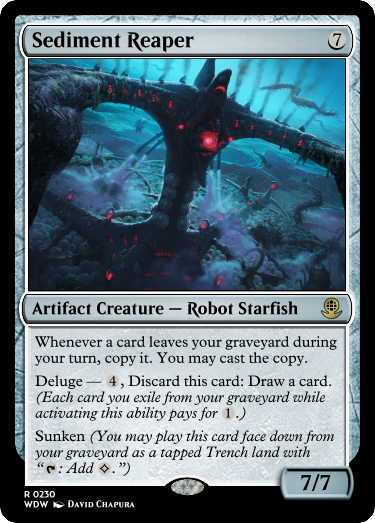 Sediment Reaper 7
Artifact Creature — Robot Starfish
Whenever a card leaves your graveyard during
your turn, copy it. You may cast the copy.
Deluge — 4, Discard this card: Draw a card.
(Each card you exile from your graveyard while
activating this ability pays for 1.)
Sunken (You may play this card face down from
your graveyard as a tapped Trench land with
“: Add .”)
7/7
R 0230
WDW DAVID CHAPURA